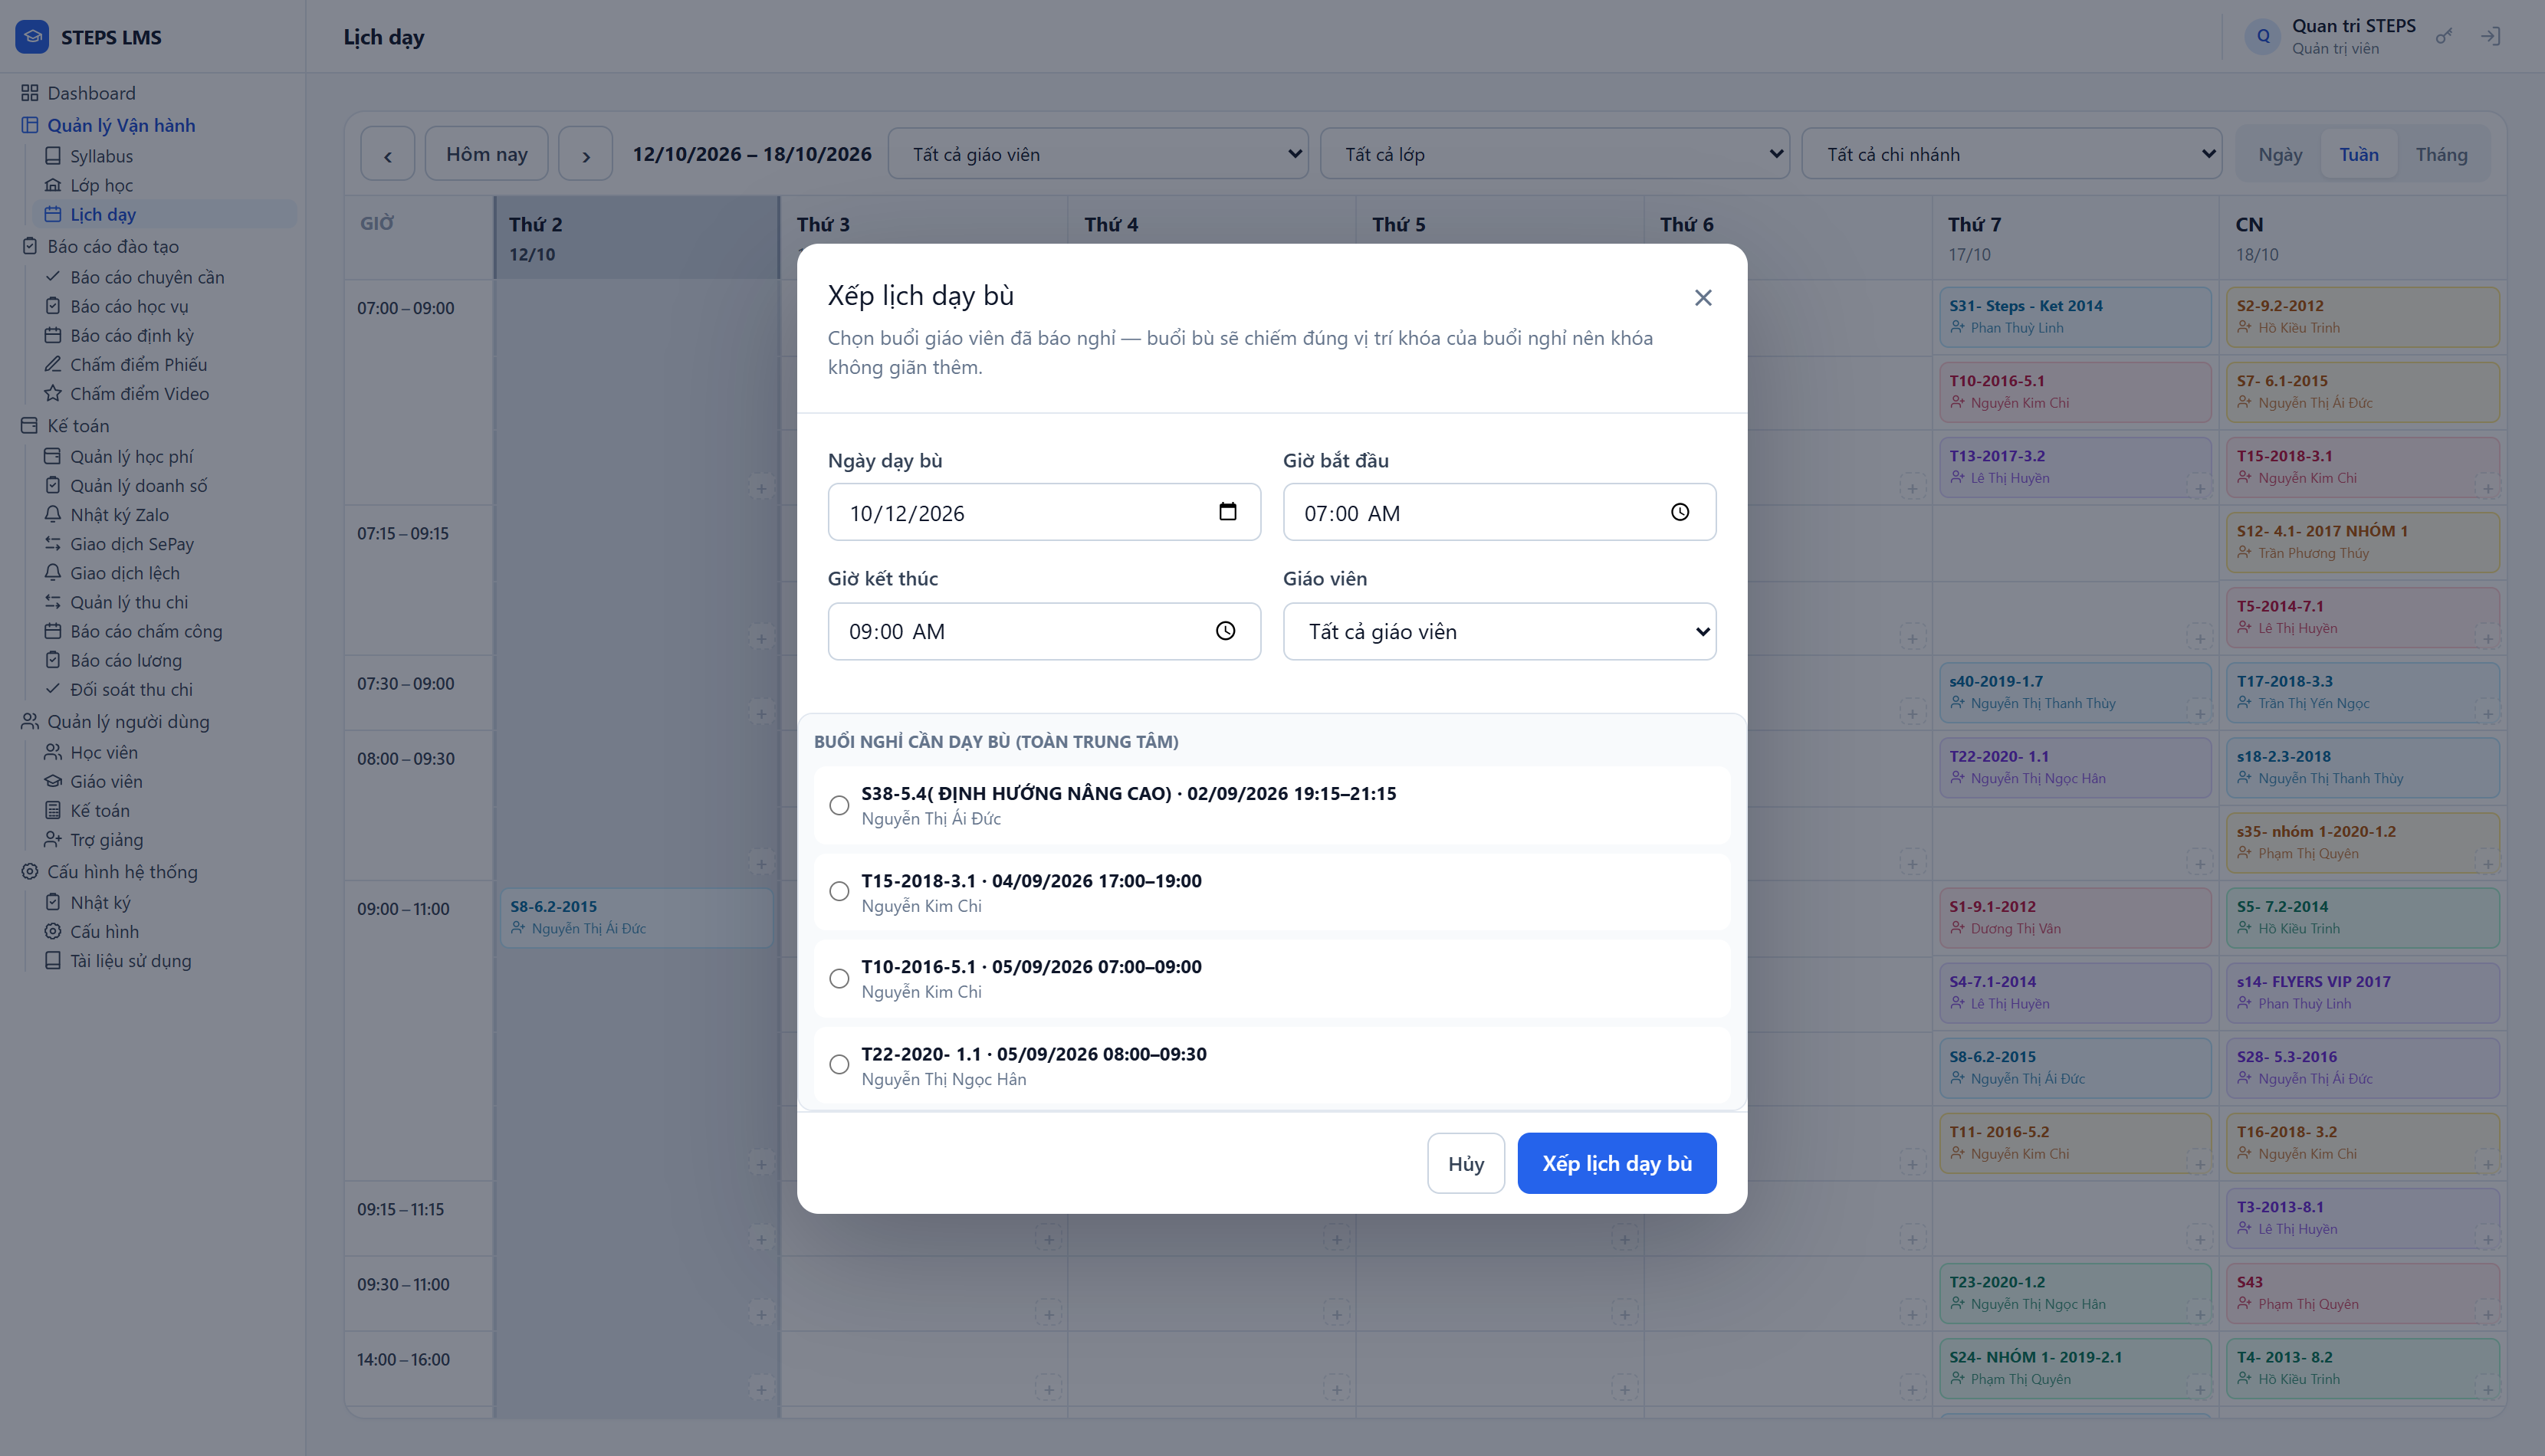 STEPS LMS
Lịch dạy
Q
Quan tri STEPS
Quản trị viên
Dashboard
Quản lý Vận hành
Syllabus
Lớp học
Lịch dạy
Báo cáo đào tạo
Báo cáo chuyên cần
Báo cáo học vụ
Báo cáo định kỳ
Chấm điểm Phiếu
Chấm điểm Video
Kế toán
Quản lý học phí
Quản lý doanh số
Nhật ký Zalo
Giao dịch SePay
Giao dịch lệch
Quản lý thu chi
Báo cáo chấm công
Báo cáo lương
Đối soát thu chi
Quản lý người dùng
Học viên
Giáo viên
Kế toán
Trợ giảng
Cấu hình hệ thống
Nhật ký
Cấu hình
Tài liệu sử dụng
‹ Hôm nay › 12/10/2026 – 18/10/2026 Tất cả giáo viên Tất cả lớp Tất cả chi nhánh Ngày Tuần Tháng
GIỜ
Thứ 2
12/10
Thứ 3
Thứ 4
Thứ 5
Thứ 6
Thứ 7
17/10
CN
18/10
07:00 – 09:00
07:15 – 09:15
07:30 – 09:00
08:00 – 09:30
09:00 – 11:00
09:15 – 11:15
09:30 – 11:00
14:00 – 16:00
S8-6.2-2015
Nguyễn Thị Ái Đức
Xếp lịch dạy bù
Chọn buổi giáo viên đã báo nghỉ — buổi bù sẽ chiếm đúng vị trí khóa của buổi nghỉ nên khóa
không giãn thêm.
Ngày dạy bù
10/12/2026
Giờ bắt đầu
07:00 AM
Giờ kết thúc
09:00 AM
Giáo viên
Tất cả giáo viên
BUỔI NGHỈ CẦN DẠY BÙ (TOÀN TRUNG TÂM)
S38-5.4( ĐỊNH HƯỚNG NÂNG CAO) · 02/09/2026 19:15–21:15
Nguyễn Thị Ái Đức
T15-2018-3.1 · 04/09/2026 17:00–19:00
Nguyễn Kim Chi
T10-2016-5.1 · 05/09/2026 07:00–09:00
Nguyễn Kim Chi
T22-2020- 1.1 · 05/09/2026 08:00–09:30
Nguyễn Thị Ngọc Hân
Hủy
Xếp lịch dạy bù
S31- Steps - Ket 2014
Phan Thuỳ Linh
T10-2016-5.1
Nguyễn Kim Chi
T13-2017-3.2
Lê Thị Huyền
s40-2019-1.7
Nguyễn Thị Thanh Thùy
T22-2020- 1.1
Nguyễn Thị Ngọc Hân
S1-9.1-2012
Dương Thị Vân
S4-7.1-2014
Lê Thị Huyền
S8-6.2-2015
Nguyễn Thị Ái Đức
T11- 2016-5.2
Nguyễn Kim Chi
T23-2020-1.2
Nguyễn Thị Ngọc Hân
S24- NHÓM 1- 2019-2.1
Phạm Thị Quyên
S2-9.2-2012
Hồ Kiều Trinh
S7- 6.1-2015
Nguyễn Thị Ái Đức
T15-2018-3.1
Nguyễn Kim Chi
S12- 4.1- 2017 NHÓM 1
Trần Phương Thúy
T5-2014-7.1
Lê Thị Huyền
T17-2018-3.3
Trần Thị Yến Ngọc
s18-2.3-2018
Nguyễn Thị Thanh Thùy
s35- nhóm 1-2020-1.2
Phạm Thị Quyên
S5- 7.2-2014
Hồ Kiều Trinh
s14- FLYERS VIP 2017
Phan Thuỳ Linh
S28- 5.3-2016
Nguyễn Thị Ái Đức
T16-2018- 3.2
Nguyễn Kim Chi
T3-2013-8.1
Lê Thị Huyền
S43
Phạm Thị Quyên
T4- 2013- 8.2
Hồ Kiều Trinh